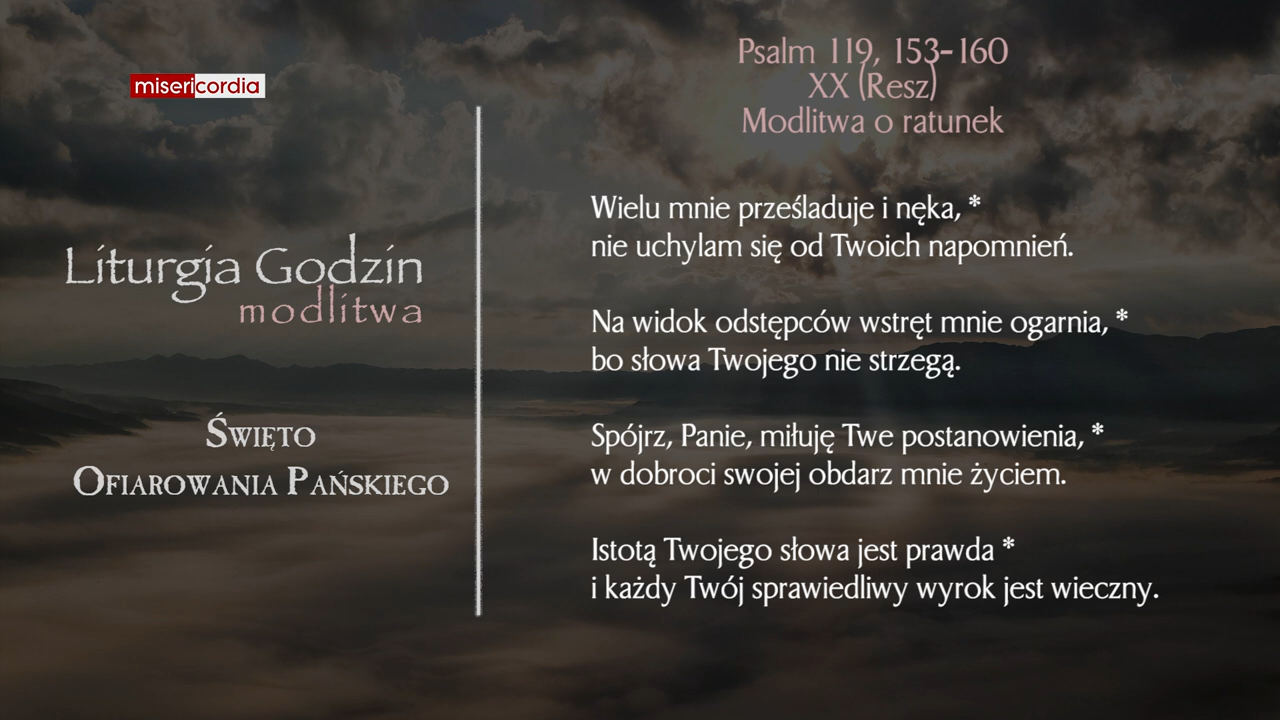 misericordia
Liturgia Godzin
modlitwa
Święto
Ofiarowania Pańskiego
Psalm 119, 153-160
XX (Resz)
Modlitwa o ratunek
Wielu mnie prześladuje i nęka, *
nie uchylam się od Twoich napomnień.
Na widok odstępców wstręt mnie ogarnia, *
bo słowa Twojego nie strzegą.
Spójrz, Panie, miłuję Twe postanowienia, *
w dobroci swojej obdarz mnie życiem.
Istotą Twojego słowa jest prawda *
i każdy Twój sprawiedliwy wyrok jest wieczny.